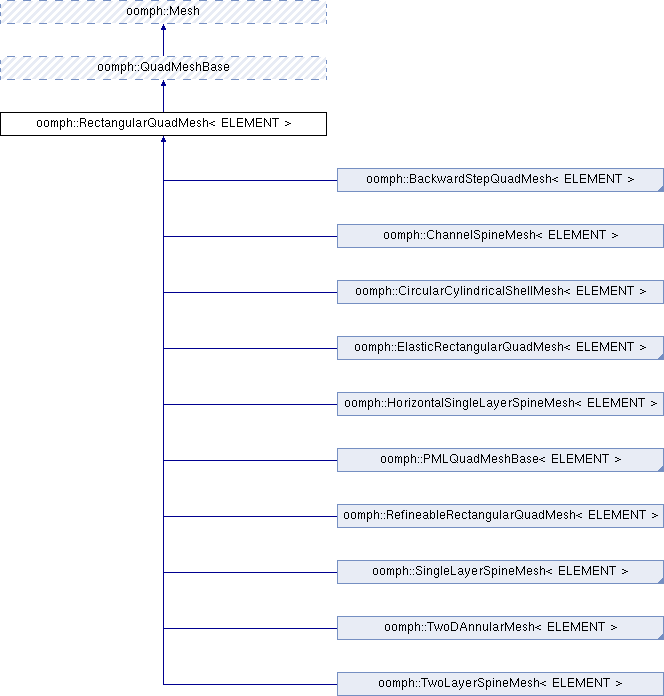 oomph::Mesh
oomph::QuadMeshBase
oomph::RectangularQuadMesh< ELEMENT >
oomph::BackwardStepQuadMesh< ELEMENT >
oomph::ChannelSpineMesh< ELEMENT >
oomph::CircularCylindricalShellMesh< ELEMENT >
oomph::ElasticRectangularQuadMesh< ELEMENT >
oomph::HorizontalSingleLayerSpineMesh< ELEMENT >
oomph::PMLQuadMeshBase< ELEMENT >
oomph::RefineableRectangularQuadMesh< ELEMENT >
oomph::SingleLayerSpineMesh< ELEMENT >
oomph::TwoDAnnularMesh< ELEMENT >
oomph::TwoLayerSpineMesh< ELEMENT >